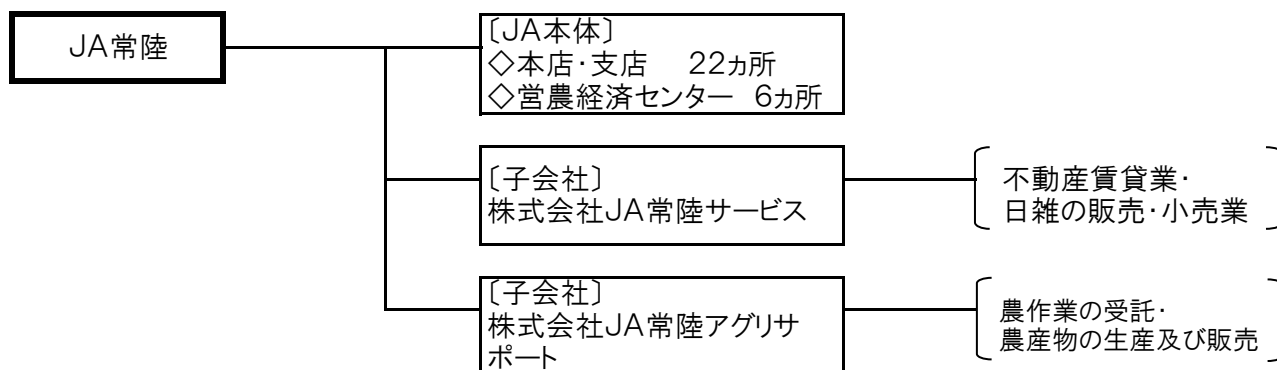 JA常陸
〔JA本体〕
◇本店・支店　22ヵ所
◇営農経済センター　6ヵ所
〔子会社〕
株式会社JA常陸サービス
不動産賃貸業・
日雑の販売・小売業
〔子会社〕
株式会社JA常陸アグリサ
ポート
農作業の受託・
農産物の生産及び販売